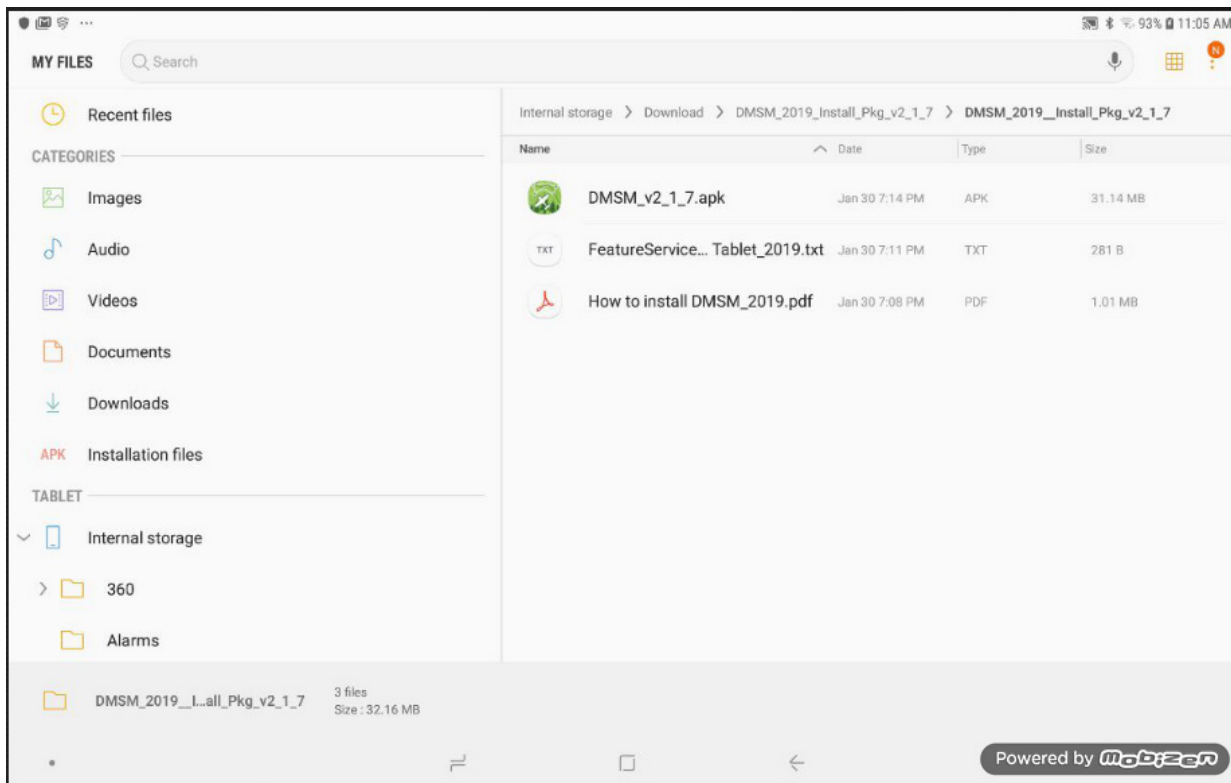 93% 11:05 AM
MY FILES
Search
N
Recent files
CATEGORIES
Images
Audio
Videos
Documents
Downloads
APK Installation files
TABLET
Internal storage
360
Alarms
Internal storage > Download > DMSM_2019_Install_Pkg_v2_1_7 > DMSM_2019__Install_Pkg_v2_1_7
Name Date Type Size
DMSM_v2_1_7.apk Jan 30 7:14 PM APK 31.14 MB
TXT FeatureService... Tablet_2019.txt Jan 30 7:11 PM TXT 281 B
How to install DMSM_2019.pdf Jan 30 7:08 PM PDF 1.01 MB
DMSM_2019__I...all_Pkg_v2_1_7
3 files
Size : 32.16 MB
Powered by mobizen